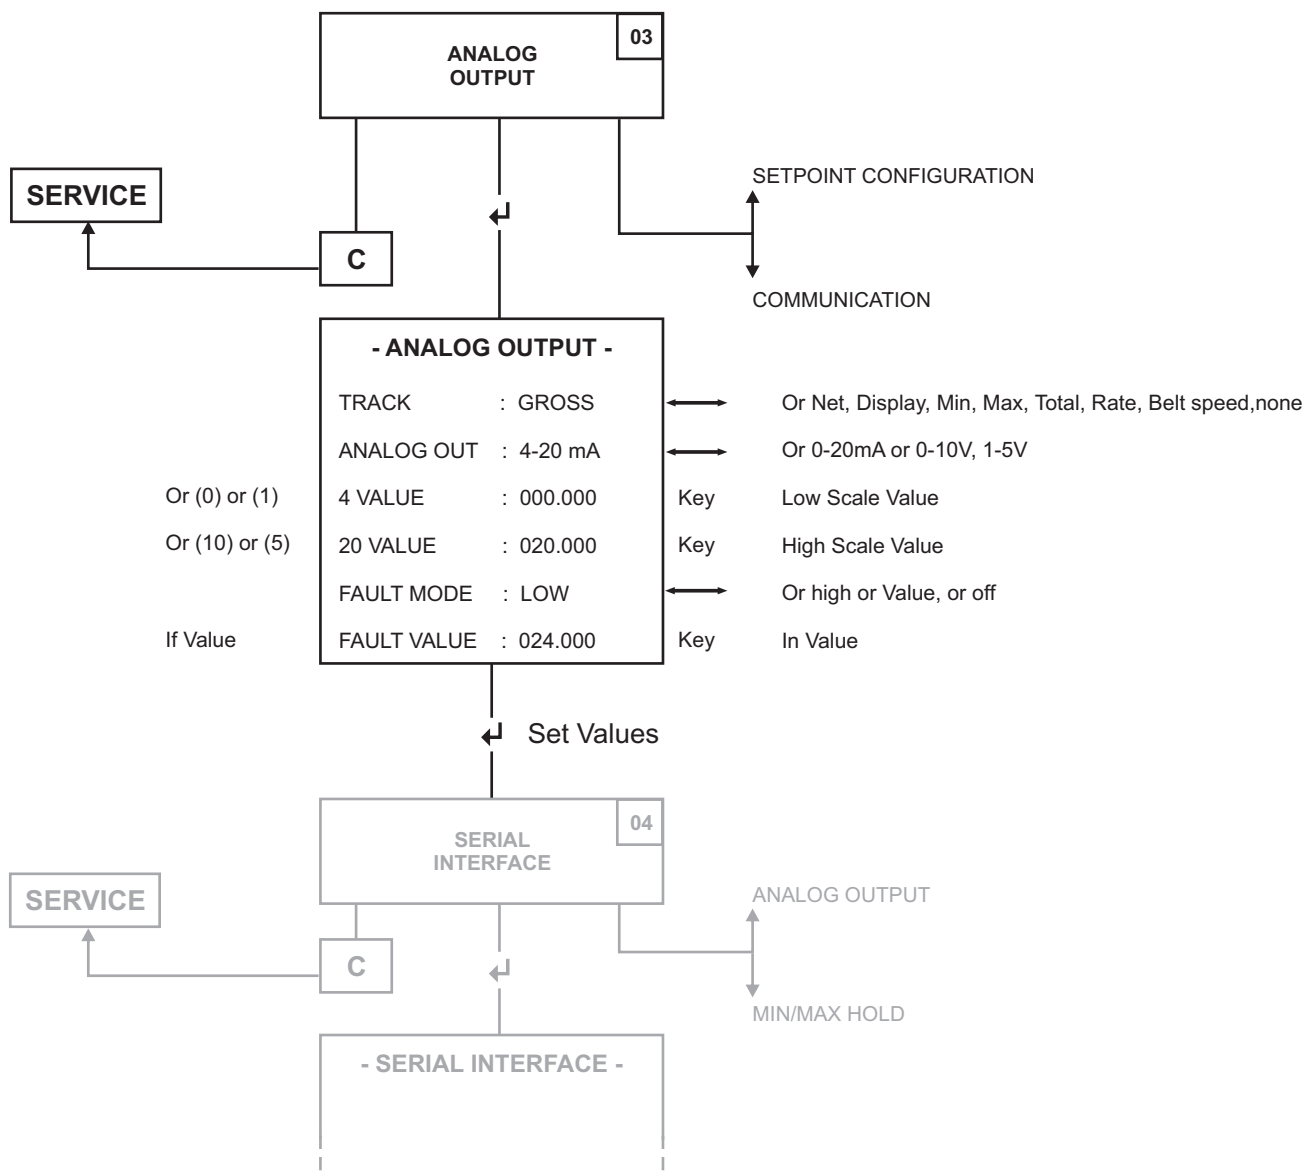 03
ANALOG
OUTPUT
SETPOINT CONFIGURATION
SERVICE
C
COMMUNICATION
- ANALOG OUTPUT -
TRACK : GROSS Or Net, Display, Min, Max, Total, Rate, Belt speed,none
ANALOG OUT : 4-20 mA Or 0-20mA or 0-10V, 1-5V
Or (0) or (1) 4 VALUE : 000.000 Key Low Scale Value
Or (10) or (5) 20 VALUE : 020.000 Key High Scale Value
FAULT MODE : LOW Or high or Value, or off
If Value FAULT VALUE : 024.000 Key In Value
Set Values
04
SERIAL
INTERFACE
SERVICE
ANALOG OUTPUT
C
MIN/MAX HOLD
- SERIAL INTERFACE -